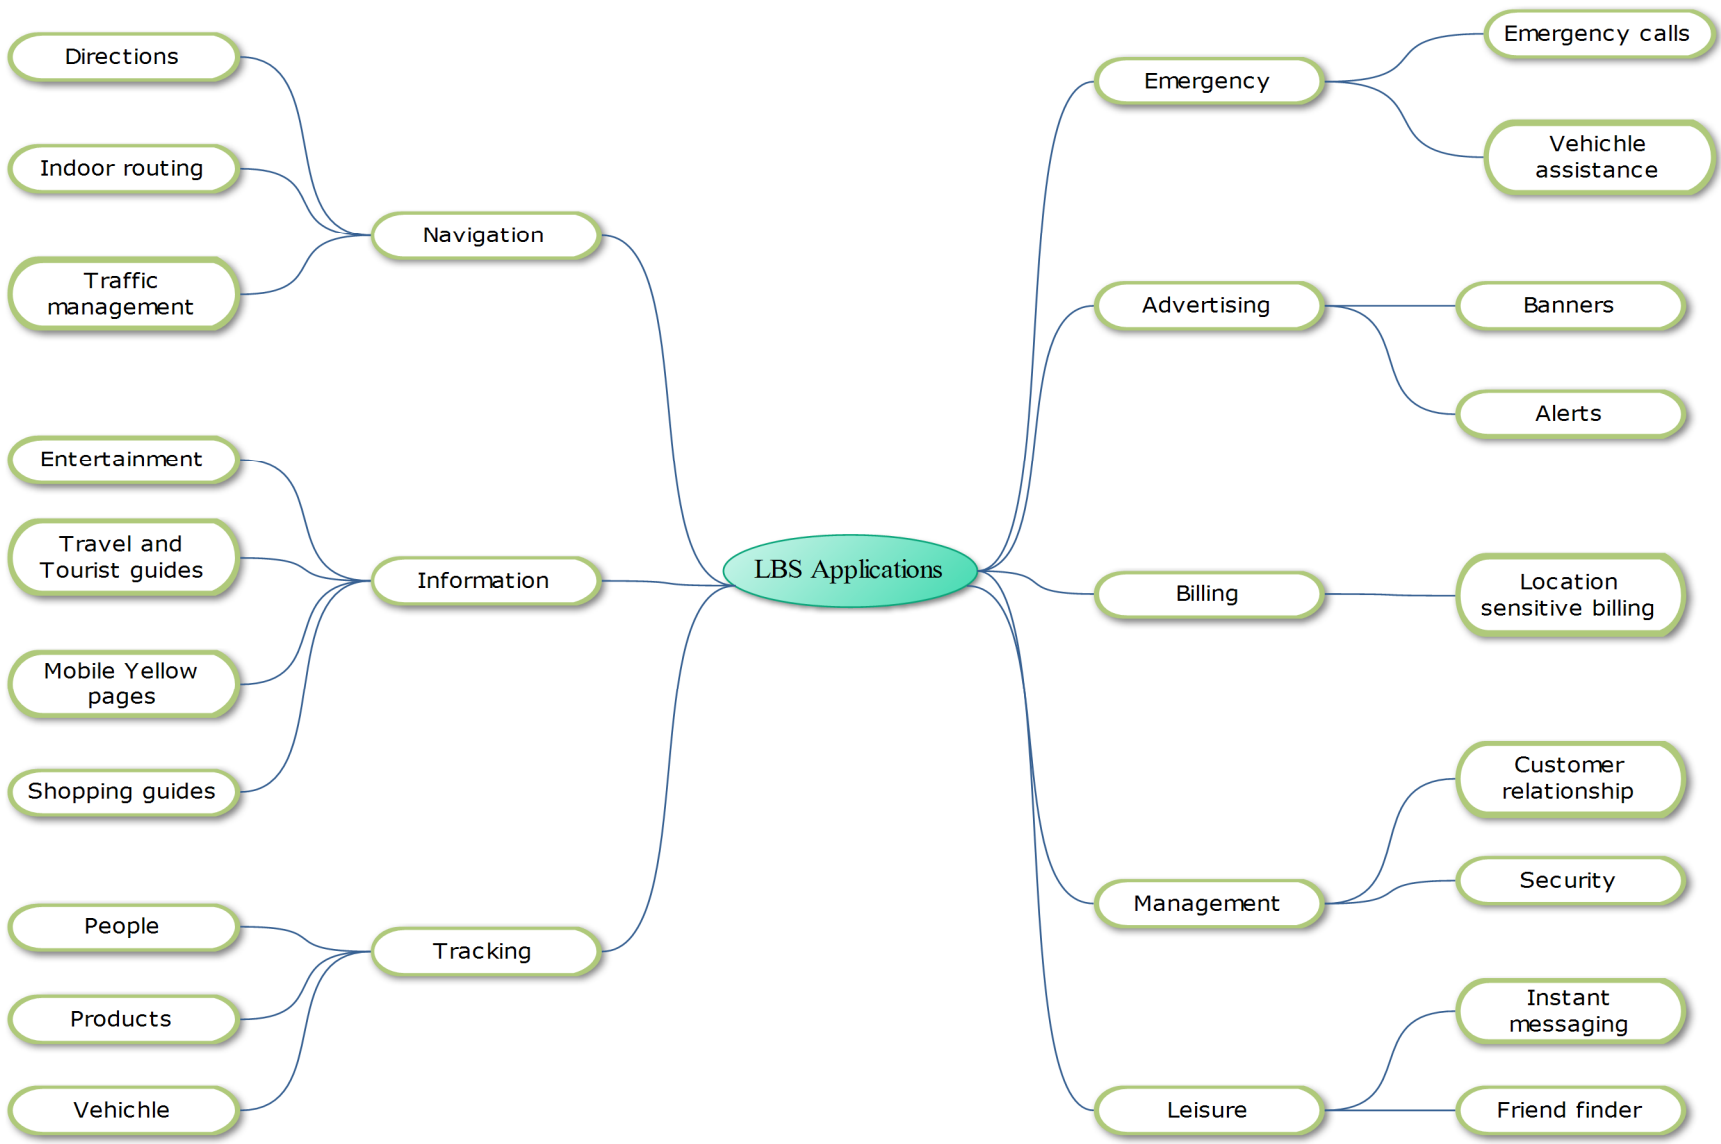 Directions
Indoor routing
Traffic
management
Navigation
Entertainment
Travel and
Tourist guides
Mobile Yellow
pages
Shopping guides
Information
People
Products
Vehichle
Tracking
LBS Applications
Emergency
Emergency calls
Vehichle
assistance
Advertising
Banners
Alerts
Billing
Location
sensitive billing
Management
Customer
relationship
Security
Leisure
Instant
messaging
Friend finder